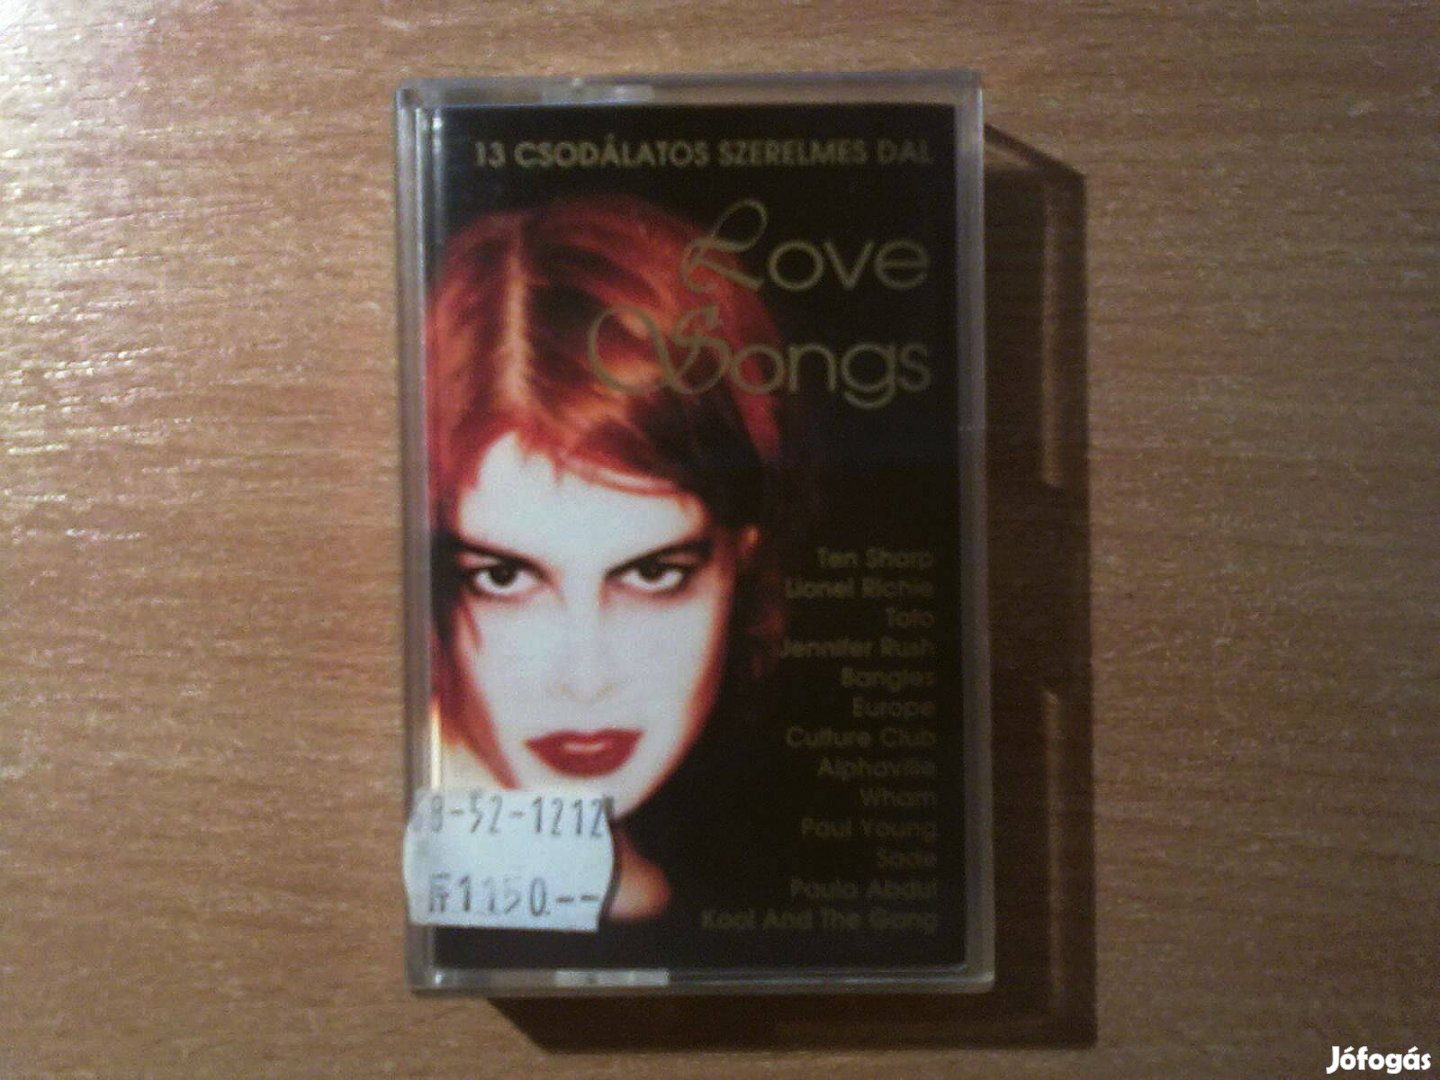 13 CSODÁLATOS SZERELMES DAL
Love
Songs
Ten Sharp
Lionel Richie
Toto
Jennifer Rush
Bangles
Europe
Culture Club
Alphaville
Wham
Paul Young
Sade
Paula Abdul
Kool And The Gang
8-52-1212
Ft1150.--
Jófogás